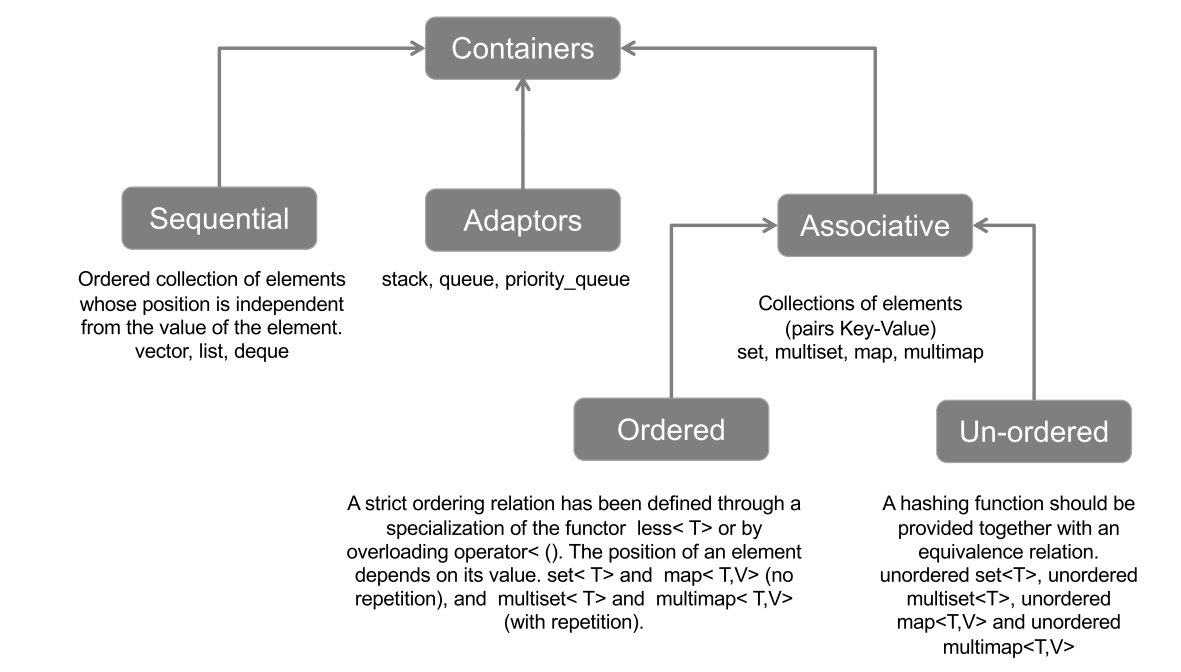 Containers
Sequential
Adaptors
Associative
Ordered collection of elements
whose position is independent
from the value of the element.
vector, list, deque
stack, queue, priority_queue
Collections of elements
(pairs Key-Value)
set, multiset, map, multimap
Ordered
Un-ordered
A strict ordering relation has been defined through a
specialization of the functor less< T> or by
overloading operator< (). The position of an element
depends on its value. set< T> and map< T,V> (no
repetition), and multiset< T> and multimap< T,V>
(with repetition).
A hashing function should be
provided together with an
equivalence relation.
unordered set<T>, unordered
multiset<T>, unordered
map<T,V> and unordered
multimap<T,V>